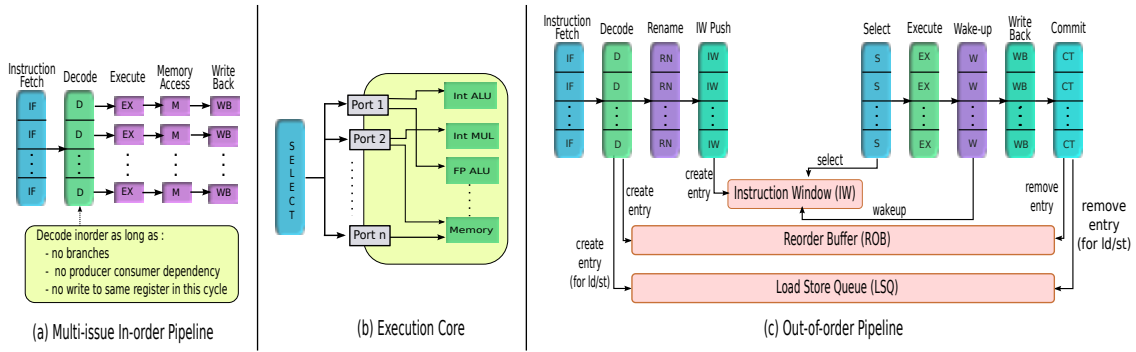 Instruction
Fetch
Decode
Execute
Memory
Access
Write
Back
IF
D
EX
M
WB
IF
D
EX
M
WB
IF
D
EX
M
WB
Decode inorder as long as :
- no branches
- no producer consumer dependency
- no write to same register in this cycle
(a) Multi-issue In-order Pipeline
SELECT
Port 1
Port 2
Port n
Int ALU
Int MUL
FP ALU
Memory
(b) Execution Core
Instruction
Fetch
Decode
Rename
IW Push
Select
Execute
Wake-up
Write
Back
Commit
IF
D
RN
IW
S
EX
W
WB
CT
IF
D
RN
IW
S
EX
W
WB
CT
IF
D
RN
IW
S
EX
W
WB
CT
create
entry
select
Instruction Window (IW)
wakeup
create
entry
remove
entry
Reorder Buffer (ROB)
create
entry
(for ld/st)
remove
entry
(for ld/st)
Load Store Queue (LSQ)
(c) Out-of-order Pipeline